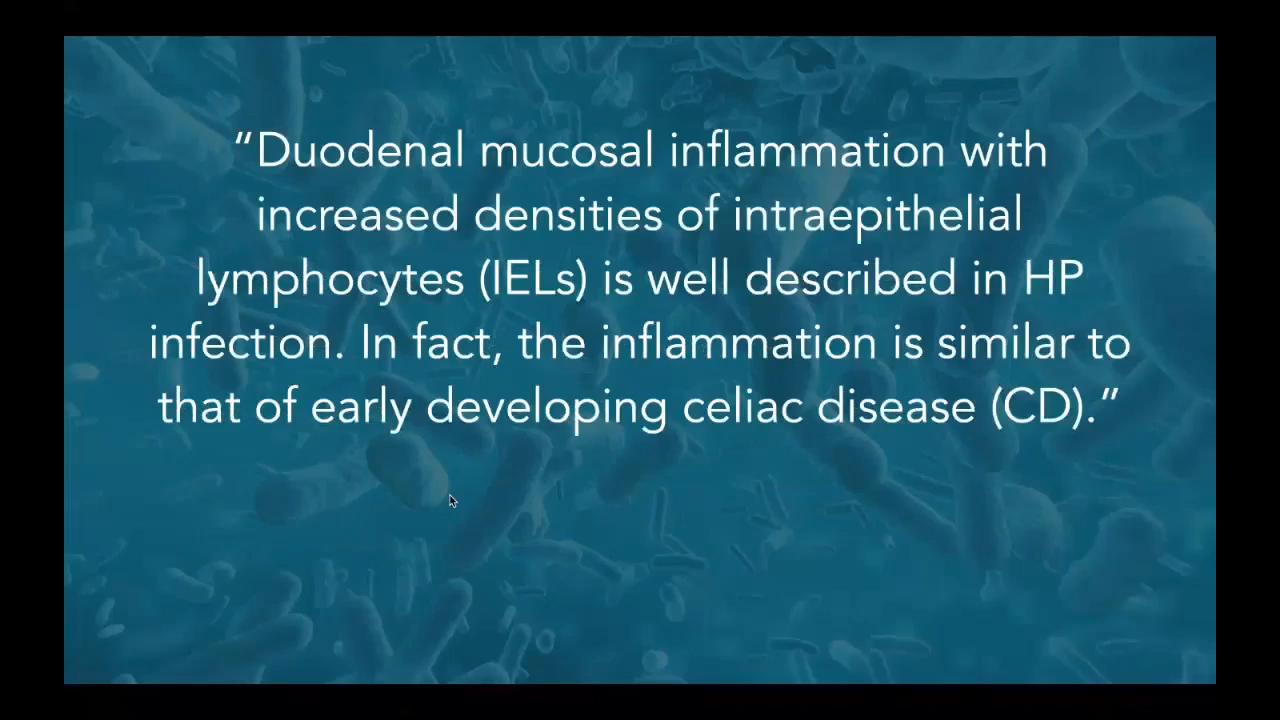 “Duodenal mucosal inflammation with
increased densities of intraepithelial
lymphocytes (IELs) is well described in HP
infection. In fact, the inflammation is similar to
that of early developing celiac disease (CD).”